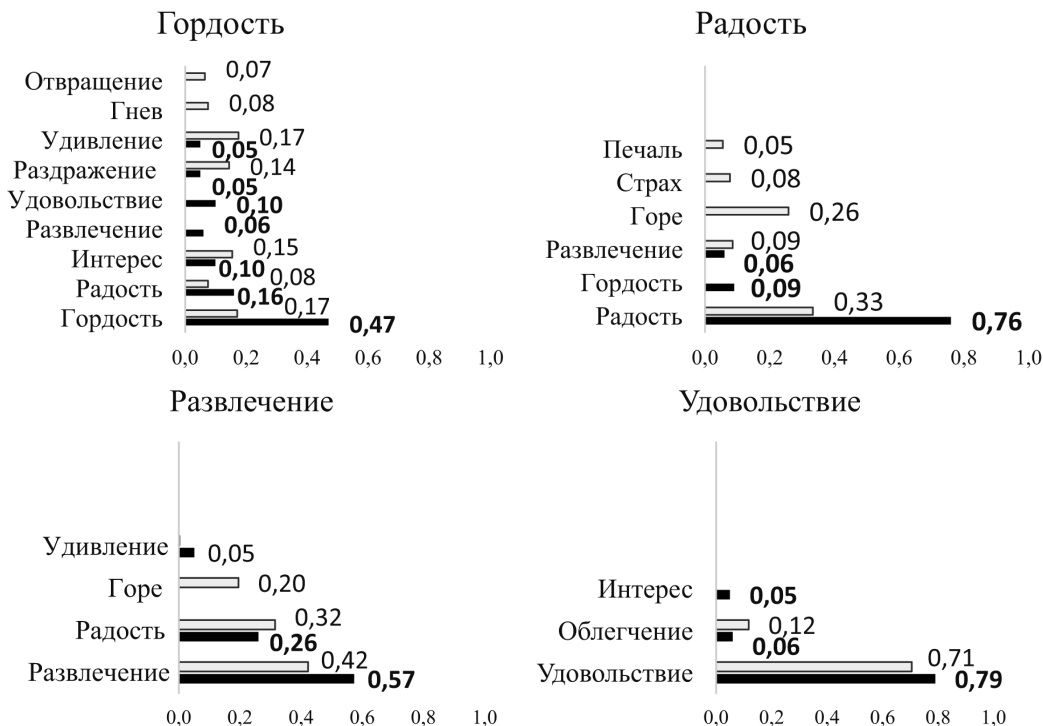 Гордость
Отвращение 0,07
Гнев 0,08
Удивление 0,17
0,05
Раздражение 0,14
0,05
Удовольствие 0,10
Развлечение 0,06
Интерес 0,15
0,10
Радость 0,08
0,16
Гордость 0,17
0,47
0,0 0,2 0,4 0,6 0,8 1,0
Радость
Печаль 0,05
Страх 0,08
Горе 0,26
Развлечение 0,09
0,06
Гордость 0,09
Радость 0,33
0,76
0,0 0,2 0,4 0,6 0,8 1,0
Развлечение
Удивление 0,05
Горе 0,20
Радость 0,32
0,26
Развлечение 0,42
0,57
0,0 0,2 0,4 0,6 0,8 1,0
Удовольствие
Интерес 0,05
Облегчение 0,12
0,06
Удовольствие 0,71
0,79
0,0 0,2 0,4 0,6 0,8 1,0